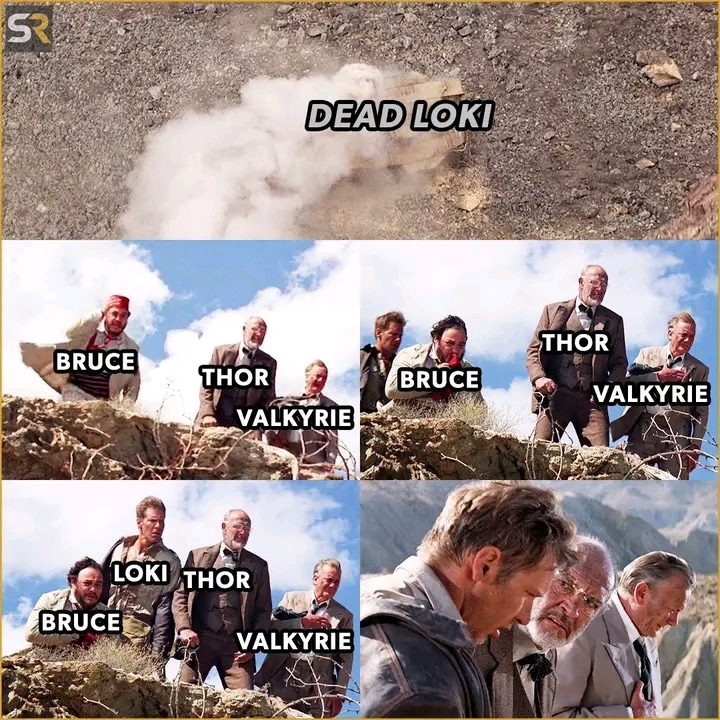 SR
DEAD LOKI
BRUCE
THOR
VALKYRIE
BRUCE
THOR
VALKYRIE
BRUCE
LOKI
THOR
VALKYRIE